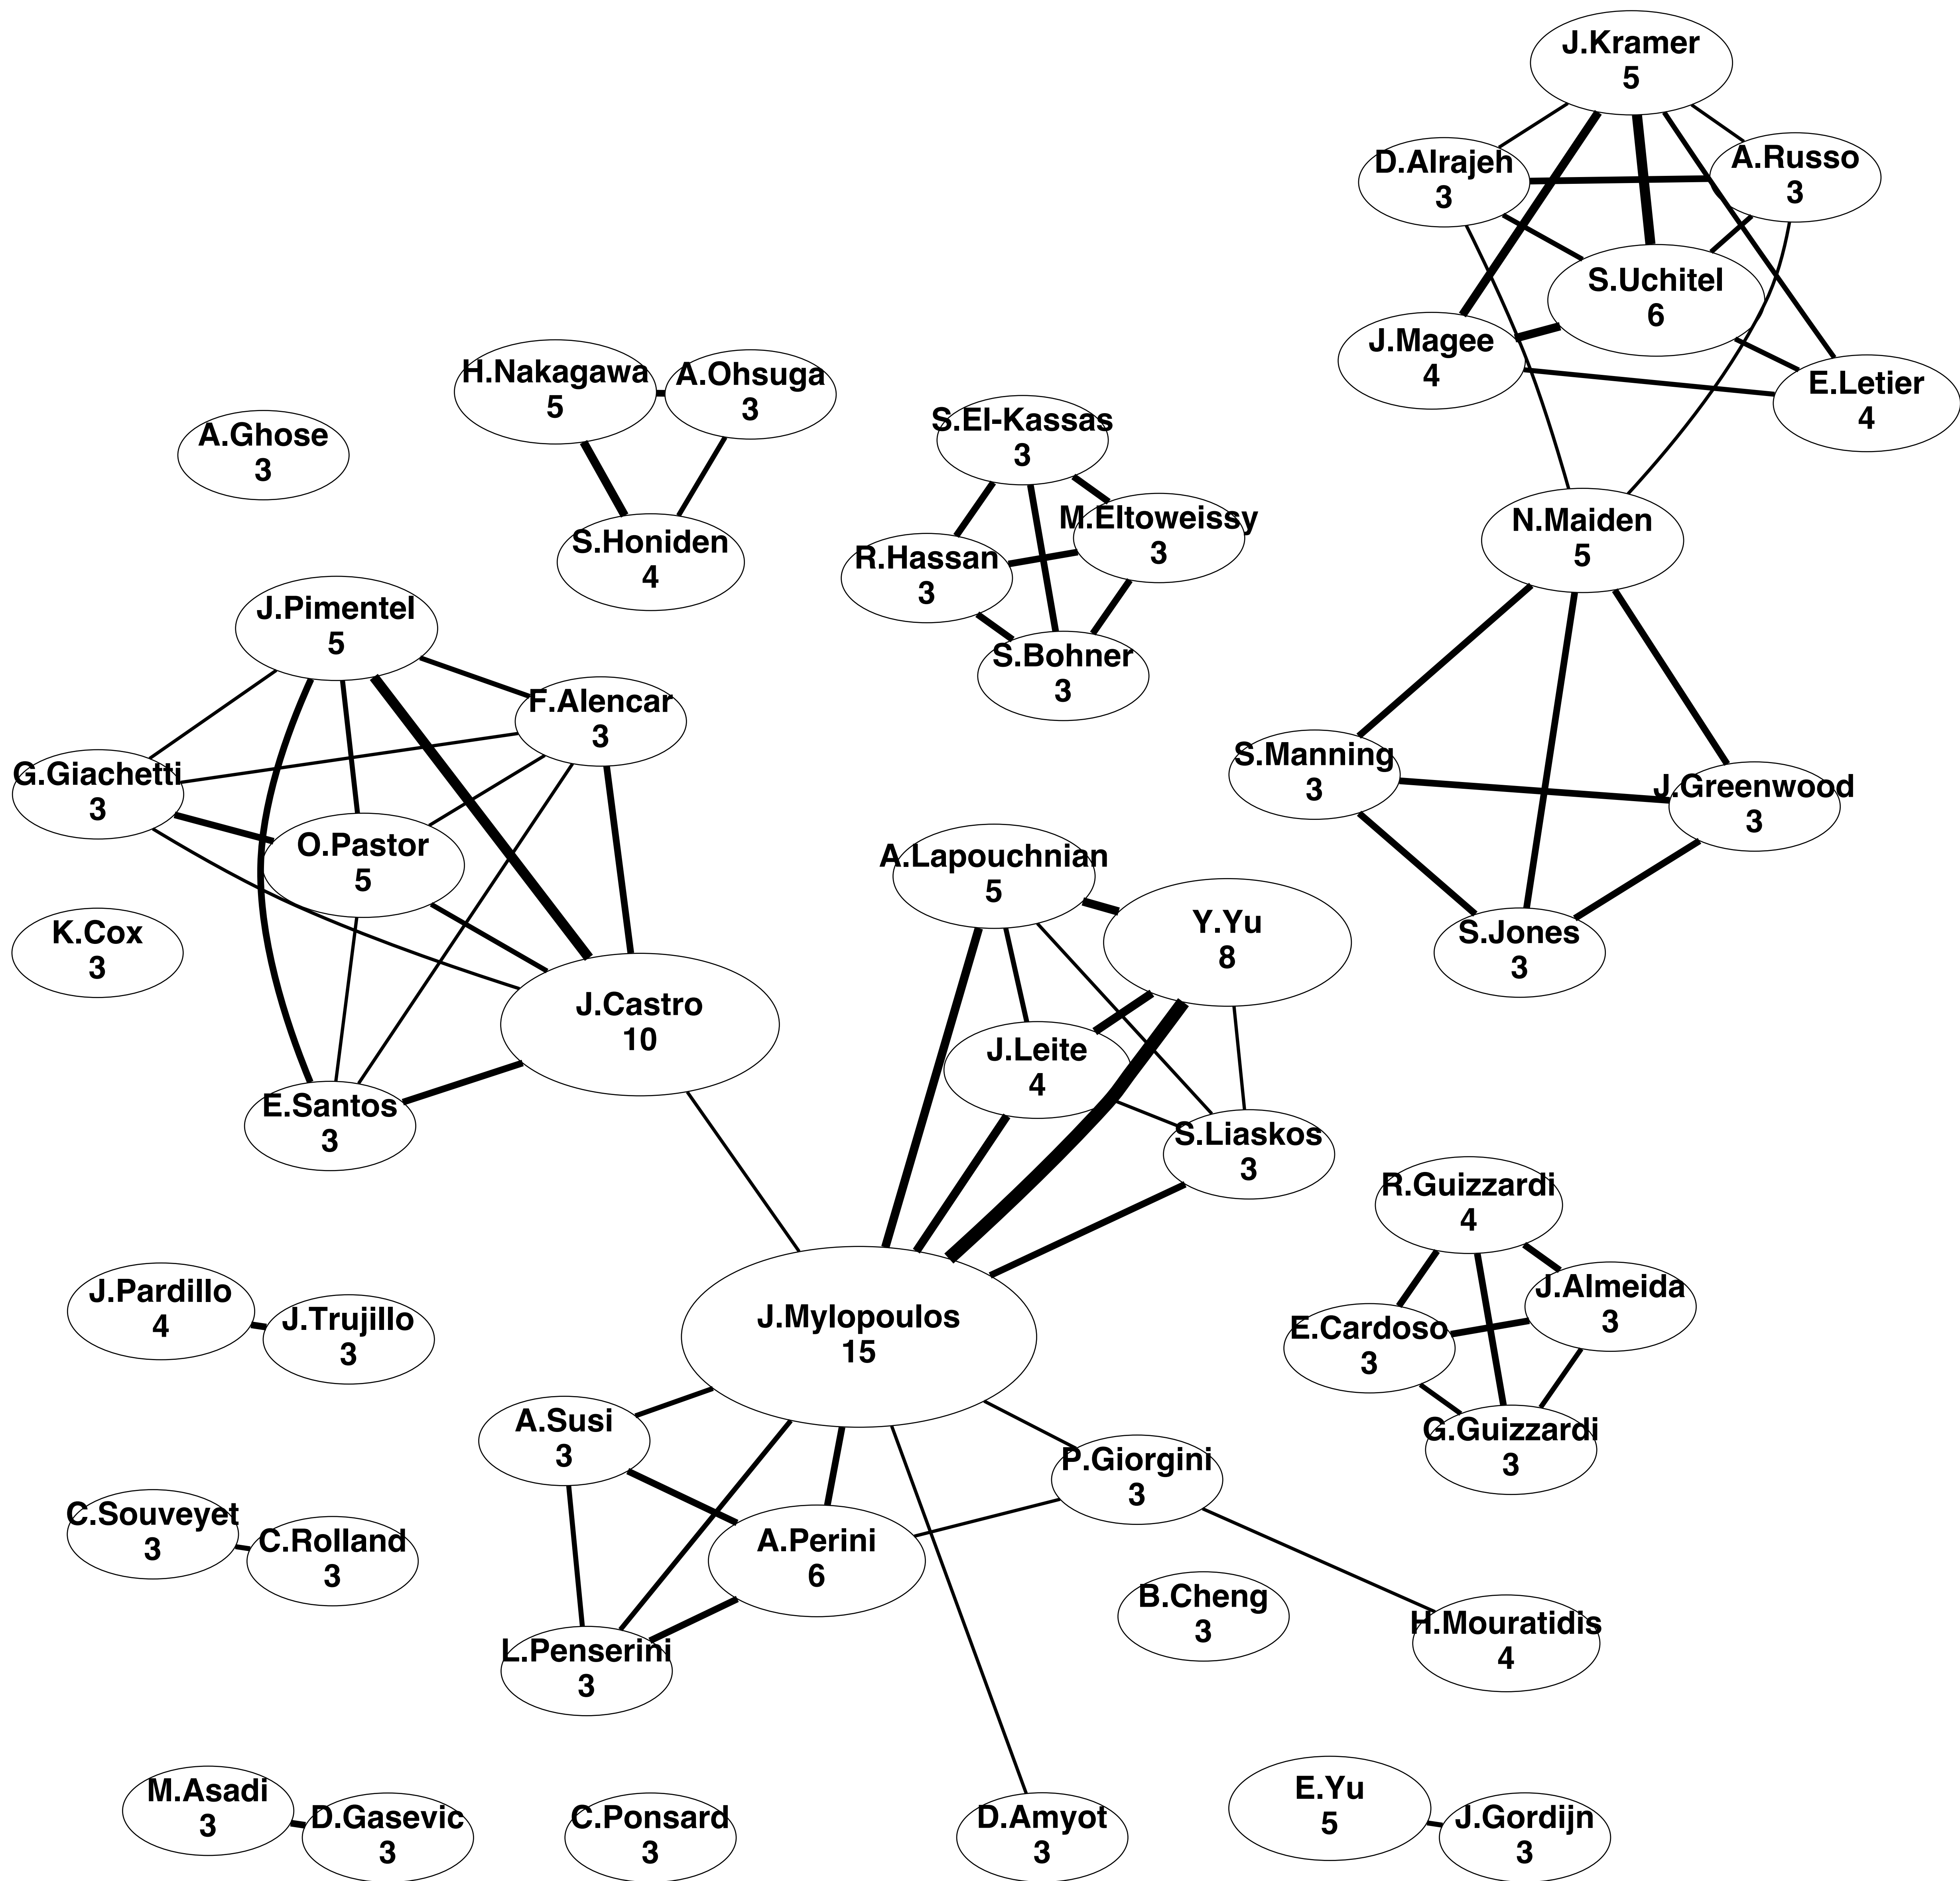 J.Kramer
5
D.Alrajeh
3
A.Russo
3
S.Uchitel
6
J.Magee
4
E.Letier
4
H.Nakagawa
5
A.Ohsuga
3
A.Ghose
3
S.El-Kassas
3
M.Eltoweissy
3
S.Honiden
4
R.Hassan
3
N.Maiden
5
J.Pimentel
5
S.Bohner
3
F.Alencar
3
G.Giachetti
3
S.Manning
3
J.Greenwood
3
O.Pastor
5
A.Lapouchnian
5
Y.Yu
8
K.Cox
3
S.Jones
3
J.Castro
10
J.Leite
4
E.Santos
3
S.Liaskos
3
R.Guizzardi
4
J.Pardillo
4
J.Trujillo
3
J.Mylopoulos
15
J.Almeida
3
E.Cardoso
3
A.Susi
3
G.Guizzardi
3
P.Giorgini
3
C.Souveyet
3
C.Rolland
3
A.Perini
6
B.Cheng
3
H.Mouratidis
4
L.Penserini
3
M.Asadi
3
D.Gasevic
3
C.Ponsard
3
D.Amyot
3
E.Yu
5
J.Gordijn
3